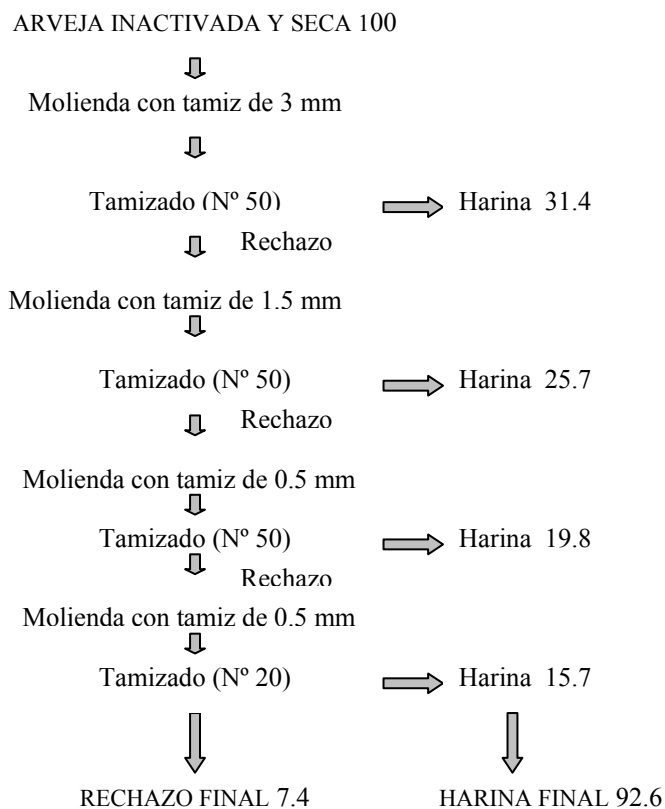 ARVEJA INACTIVADA Y SECA 100
Molienda con tamiz de 3 mm
Tamizado (Nº 50) Harina 31.4
Rechazo
Molienda con tamiz de 1.5 mm
Tamizado (Nº 50) Harina 25.7
Rechazo
Molienda con tamiz de 0.5 mm
Tamizado (Nº 50) Harina 19.8
Rechazo
Molienda con tamiz de 0.5 mm
Tamizado (Nº 20) Harina 15.7
RECHAZO FINAL 7.4 HARINA FINAL 92.6